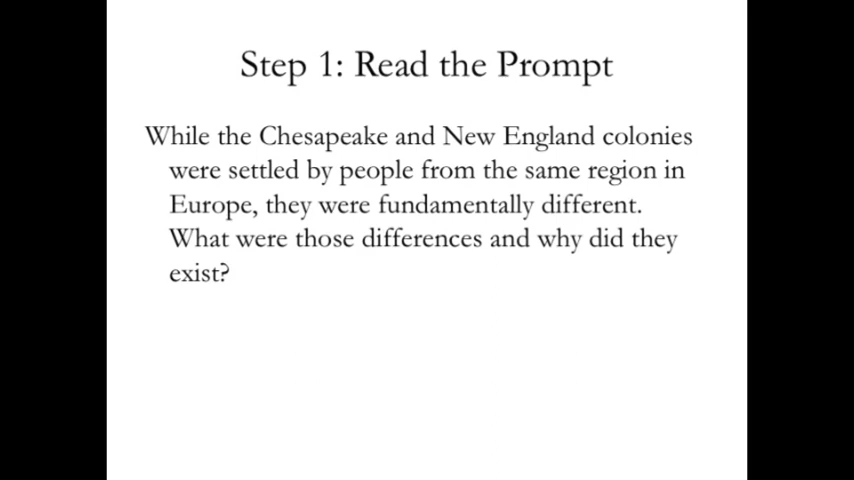 Step 1: Read the Prompt
While the Chesapeake and New England colonies
were settled by people from the same region in
Europe, they were fundamentally different.
What were those differences and why did they
exist?